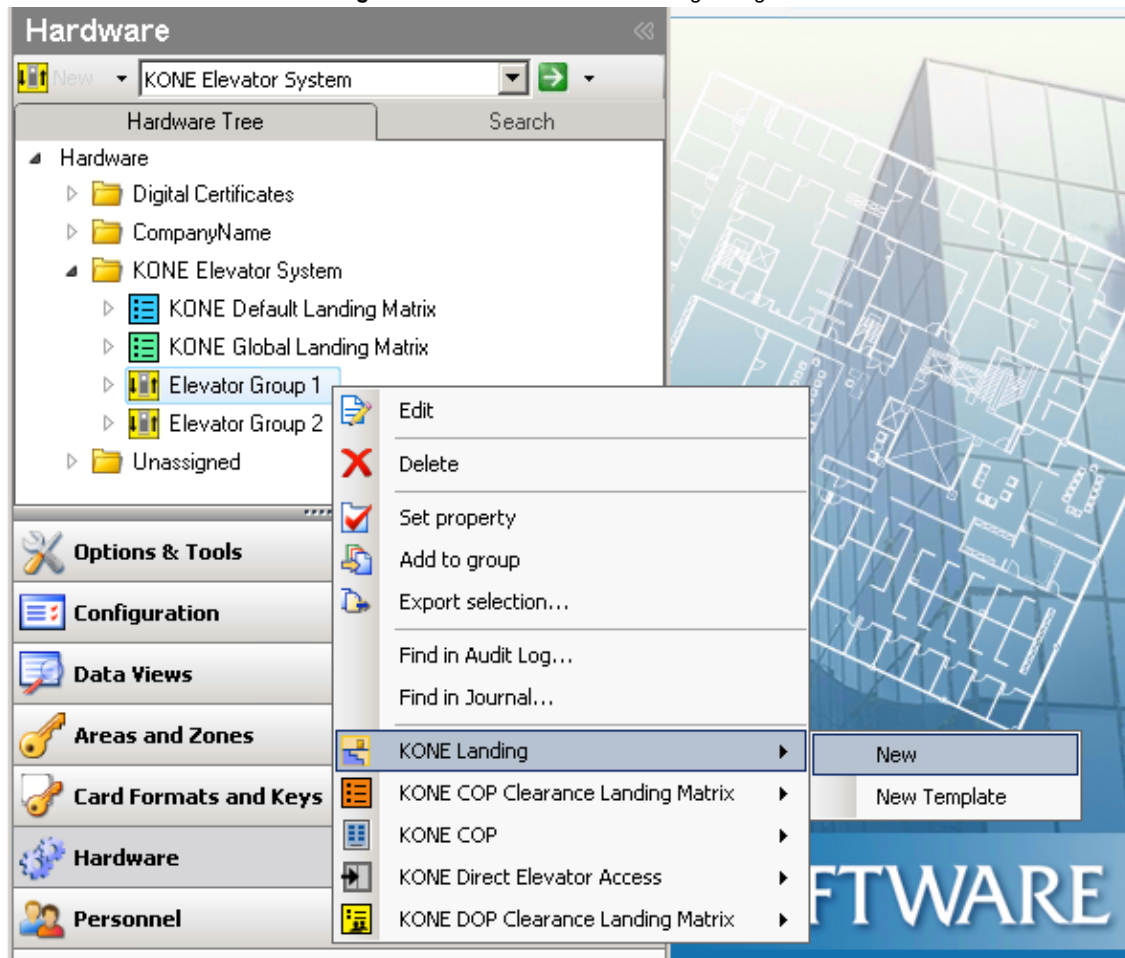 Hardware
New
KONE Elevator System
Hardware Tree
Search
Hardware
Digital Certificates
CompanyName
KONE Elevator System
KONE Default Landing Matrix
KONE Global Landing Matrix
Elevator Group 1
Elevator Group 2
Unassigned
Edit
Delete
Set property
Add to group
Export selection...
Find in Audit Log...
Find in Journal...
KONE Landing
New
New Template
KONE COP Clearance Landing Matrix
KONE COP
KONE Direct Elevator Access
KONE DOP Clearance Landing Matrix
Options & Tools
Configuration
Data Views
Areas and Zones
Card Formats and Keys
Hardware
Personnel
FTWARE